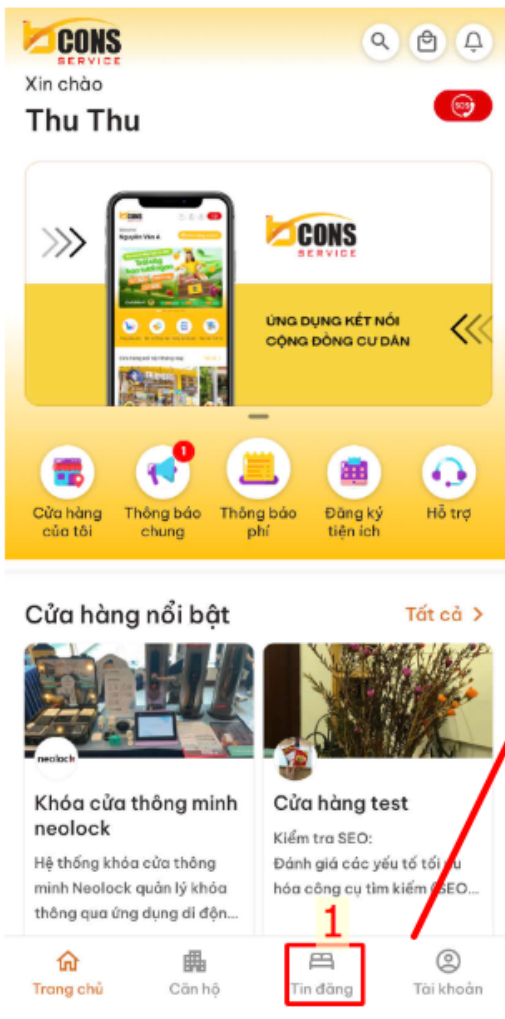 CONS
SERVICE
Xin chào
Thu Thu
SOS
CONS
Nguyễn Văn A
CONS
SERVICE
ỨNG DỤNG KẾT NỐI
CỘNG ĐỒNG CƯ DÂN
1
Cửa hàng của tôi
Thông báo chung
Thông báo phí
Đăng ký tiện ích
Hỗ trợ
Cửa hàng nổi bật
Tất cả >
neolock
Khóa cửa thông minh
neolock
Hệ thống khóa cửa thông
minh Neolock quản lý khóa
thông qua ứng dụng di độn...
Cửa hàng test
Kiểm tra SEO:
Đánh giá các yếu tố tối ưu
hóa công cụ tìm kiếm (SEO...
1
Trang chủ
Căn hộ
Tin đăng
Tài khoản